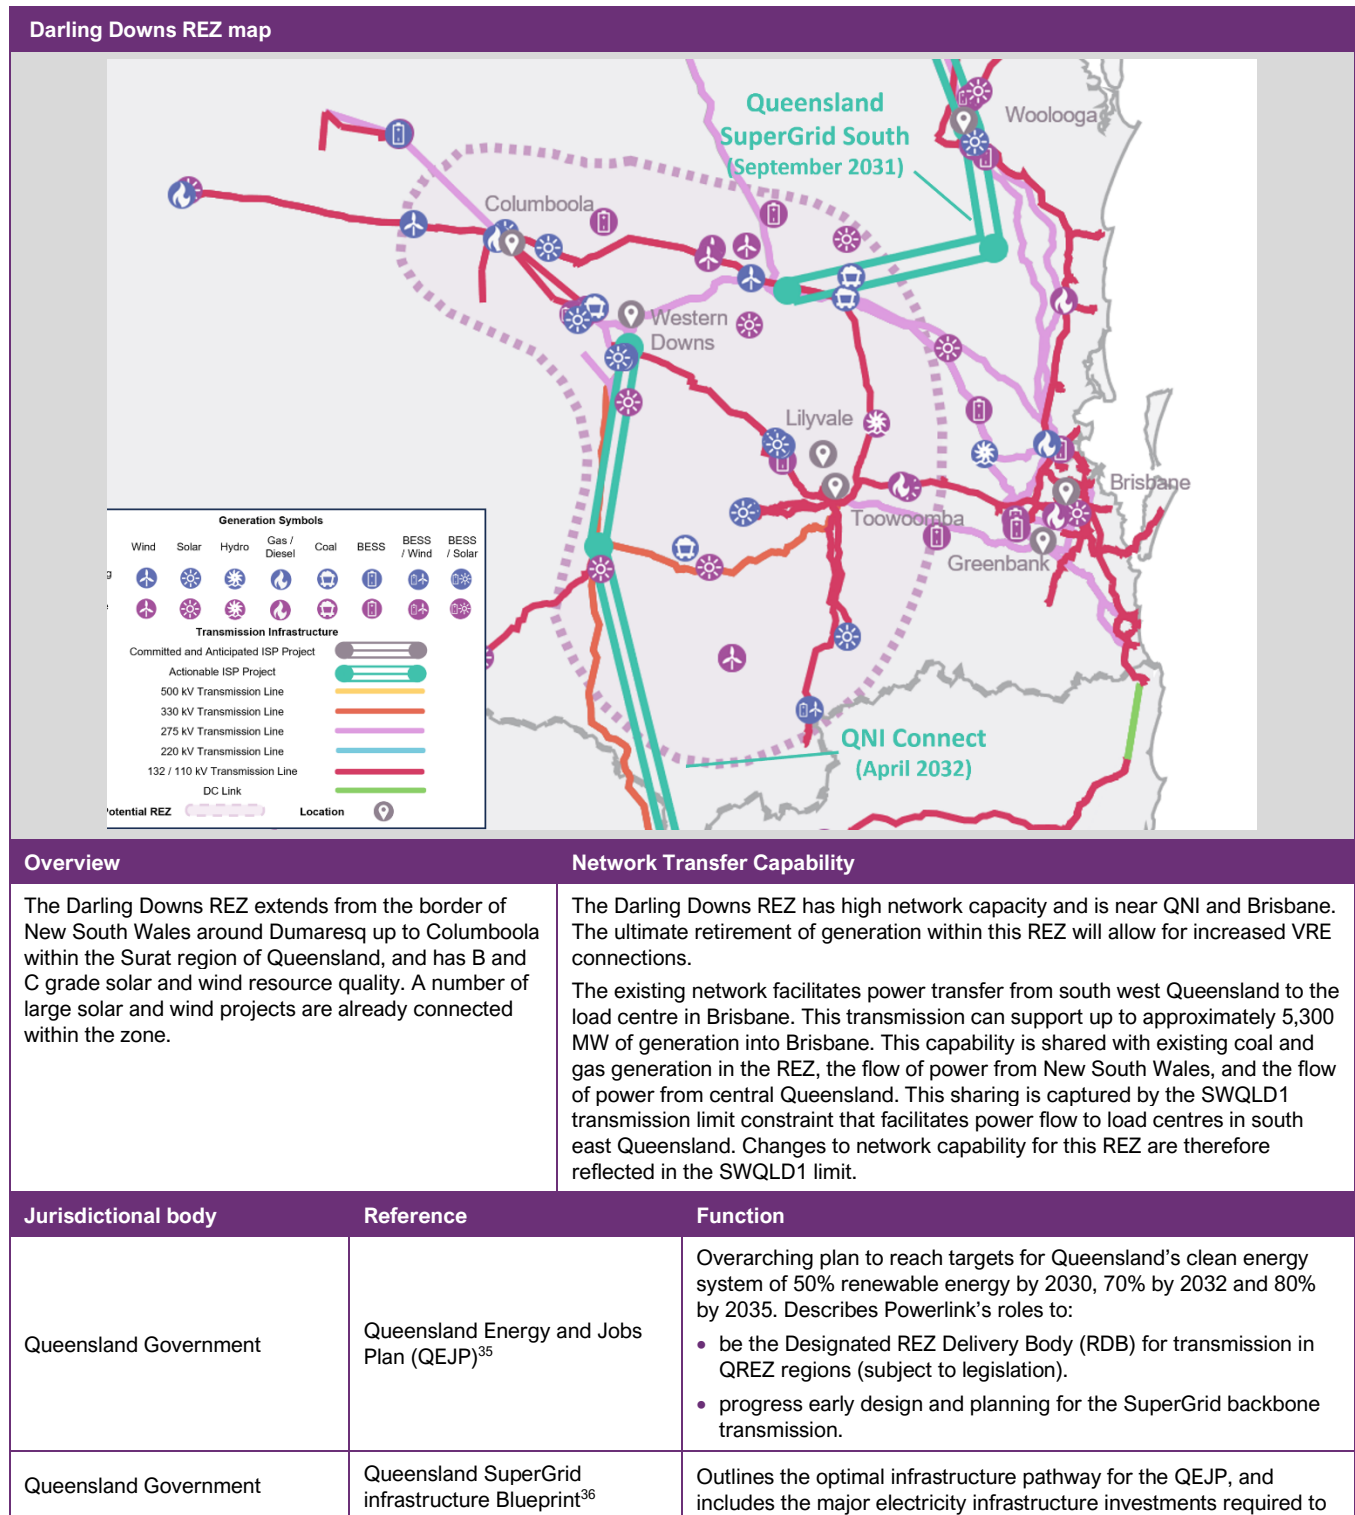 Darling Downs REZ map
Queensland
SuperGrid South
(September 2031)
Woolooga
Columboola
Western
Downs
Lilyvale
Brisbane
Toowoomba
Greenbank
QNI Connect
(April 2032)
Generation Symbols
Wind Solar Hydro Gas / Diesel Coal BESS BESS / Wind BESS / Solar
Transmission Infrastructure
Committed and Anticipated ISP Project
Actionable ISP Project
500 kV Transmission Line
330 kV Transmission Line
275 kV Transmission Line
220 kV Transmission Line
132 / 110 kV Transmission Line
DC Link
Potential REZ Location
Overview
The Darling Downs REZ extends from the border of
New South Wales around Dumaresq up to Columboola
within the Surat region of Queensland, and has B and
C grade solar and wind resource quality. A number of
large solar and wind projects are already connected
within the zone.
Network Transfer Capability
The Darling Downs REZ has high network capacity and is near QNI and Brisbane.
The ultimate retirement of generation within this REZ will allow for increased VRE
connections.
The existing network facilitates power transfer from south west Queensland to the
load centre in Brisbane. This transmission can support up to approximately 5,300
MW of generation into Brisbane. This capability is shared with existing coal and
gas generation in the REZ, the flow of power from New South Wales, and the flow
of power from central Queensland. This sharing is captured by the SWQLD1
transmission limit constraint that facilitates power flow to load centres in south
east Queensland. Changes to network capability for this REZ are therefore
reflected in the SWQLD1 limit.
Jurisdictional body Reference Function
Queensland Government
Queensland Energy and Jobs
Plan (QEJP)35
Overarching plan to reach targets for Queensland's clean energy
system of 50% renewable energy by 2030, 70% by 2032 and 80%
by 2035. Describes Powerlink's roles to:
• be the Designated REZ Delivery Body (RDB) for transmission in
QREZ regions (subject to legislation).
• progress early design and planning for the SuperGrid backbone
transmission.
Queensland Government
Queensland SuperGrid
infrastructure Blueprint36
Outlines the optimal infrastructure pathway for the QEJP, and
includes the major electricity infrastructure investments required to